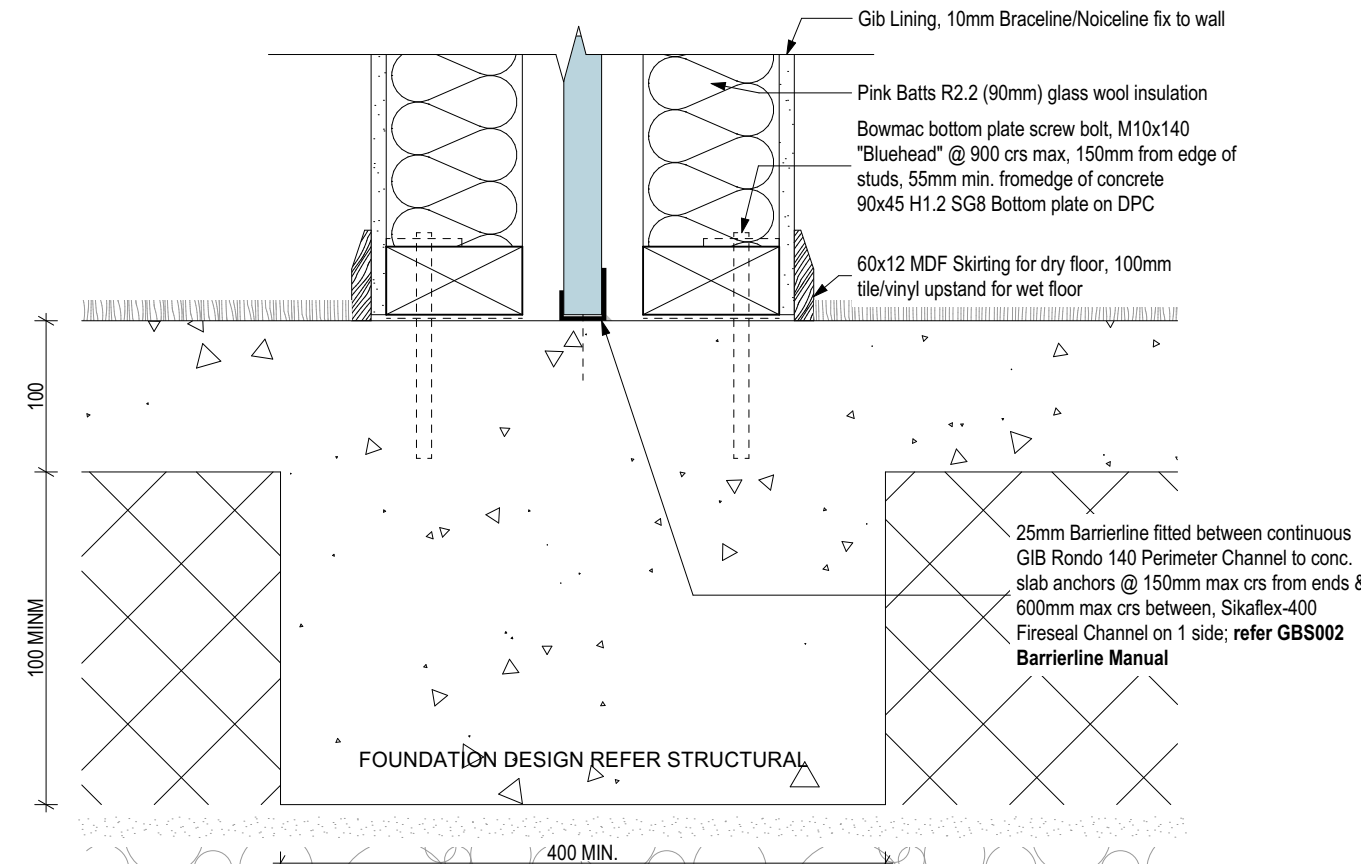 Gib Lining, 10mm Braceline/Noiceline fix to wall
Pink Batts R2.2 (90mm) glass wool insulation
Bowmac bottom plate screw bolt, M10x140
"Bluehead" @ 900 crs max, 150mm from edge of
studs, 55mm min. fromedge of concrete
90x45 H1.2 SG8 Bottom plate on DPC
60x12 MDF Skirting for dry floor, 100mm
tile/vinyl upstand for wet floor
100
25mm Barrierline fitted between continuous
GIB Rondo 140 Perimeter Channel to conc.
slab anchors @ 150mm max crs from ends &
600mm max crs between, Sikaflex-400
Fireseal Channel on 1 side; refer GBS002
Barrierline Manual
100 MINM
FOUNDATION DESIGN REFER STRUCTURAL
400 MIN.